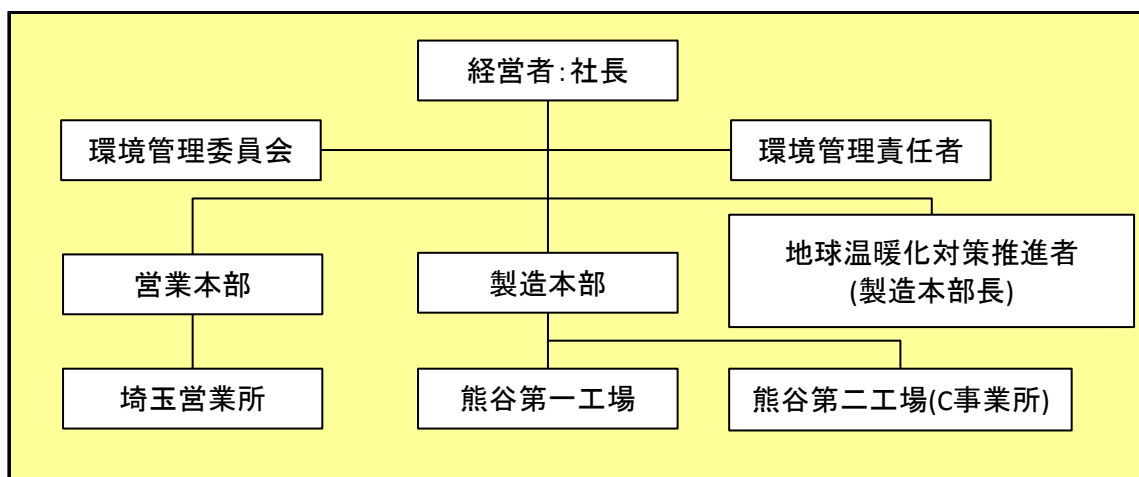 経営者：社長
環境管理委員会
環境管理責任者
営業本部
製造本部
地球温暖化対策推進者
(製造本部長)
埼玉営業所
熊谷第一工場
熊谷第二工場(C事業所)